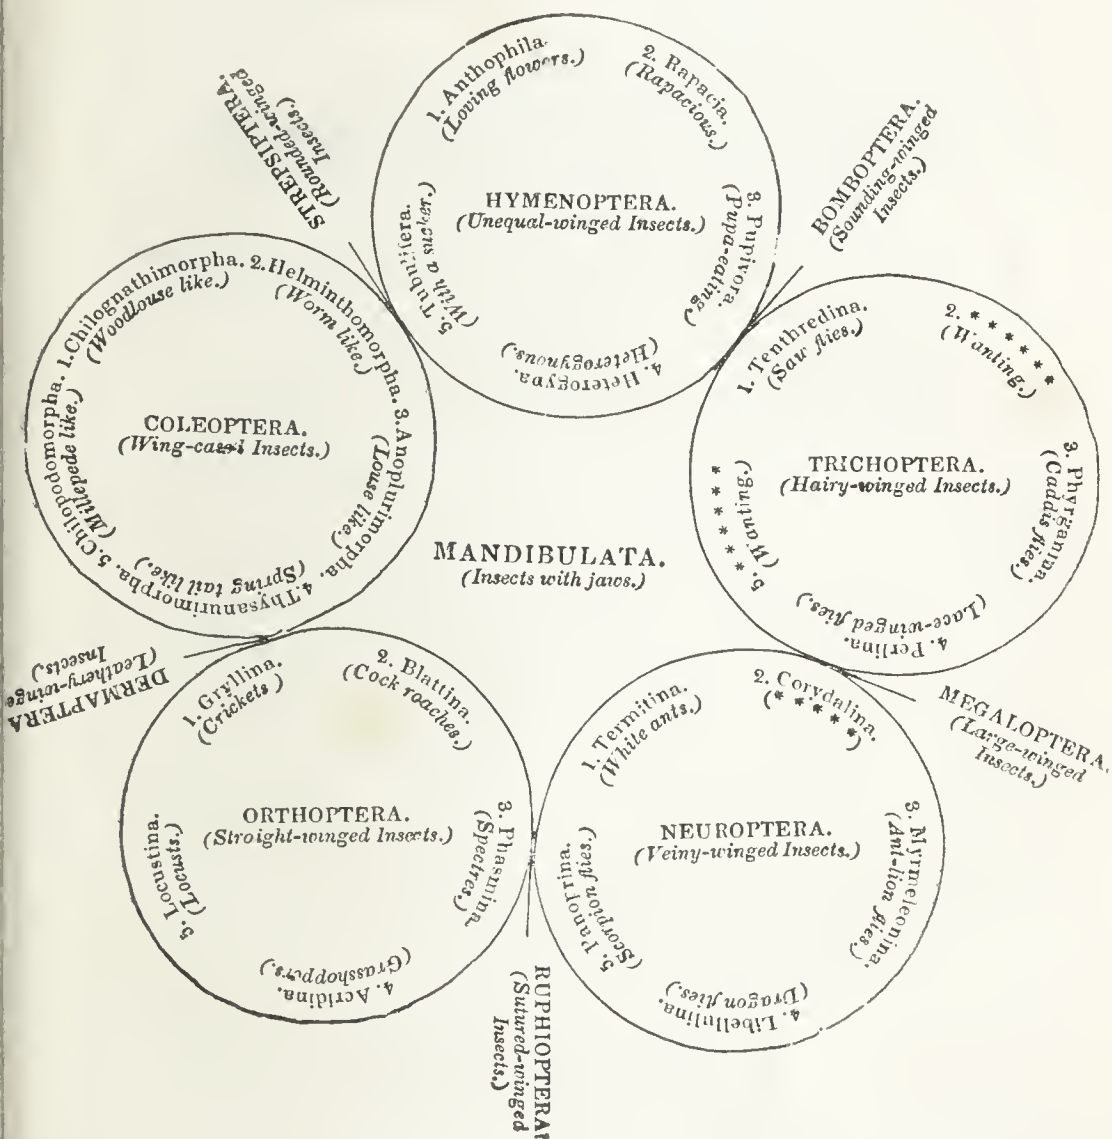 HYMENOPTERA.
(Unequal-winged Insects.)
1. Anthophila.
(Loving flowers.)
2. Rapacia.
(Rapacious.)
3. Pupivora.
(Pupa-eating.)
4. Heterogyna.
(Heterogynous.)
5. Tubulifera.
(With a sucker.)
BOMBOPTERA.
(Sounding-winged
Insects.)
TRICHOPTERA.
(Hairy-winged Insects.)
1. Tenthredina.
(Saw flies.)
2. * * * * * *
(Wanting.)
3. Phyrganina.
(Caddis flies.)
4. Perlina.
(Lace-winged flies.)
5. * * * * * *
(Wanting.)
MEGALOPTERA.
(Large-winged
Insects.)
NEUROPTERA.
(Veiny-winged Insects.)
1. Termitina.
(White ants.)
2. Corydalina.
(* * * * *)
3. Myrmeleonina.
(Ant-lion flies.)
4. Libellulina.
(Dragon flies.)
5. Panorpina.
(Scorpion flies.)
RUPHIOPTERA?
(Sutured-winged
Insects.)
ORTHOPTERA.
(Stroight-winged Insects.)
1. Gryllina.
(Crickets )
2. Blattina.
(Cock roaches.)
3. Phasmina.
(Spectres.)
4. Acridina.
(Grasshoppers.)
5. Locustina.
(Locusts.)
DERMAPTERA
(Leathery-winge
Insects.)
COLEOPTERA.
(Wing-cased Insects.)
1. Chilognathimorpha.
(Woodlouse like.)
2. Helminthomorpha.
(Worm like.)
3. Anoplurimorpha.
(Louse like.)
4. Thysanurimorpha.
(Spring tail like.)
5. Chilopodomorpha.
(Millepede like.)
STREPSIPTERA.
(Rounded-winged
Insects.)
MANDIBULATA.
(Insects with jaws.)